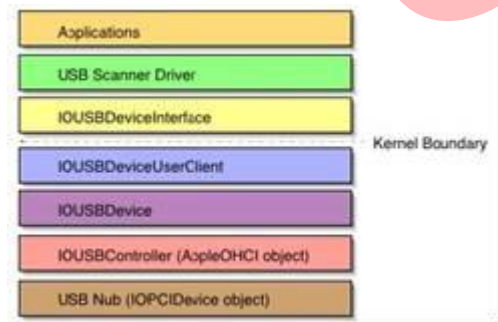 Applications
USB Scanner Driver
IOUSBDeviceInterface
Kernel Boundary
IOUSBDeviceUserClient
IOUSBDevice
IOUSBController (AppleOHCI object)
USB Nub (IOPCIDevice object)